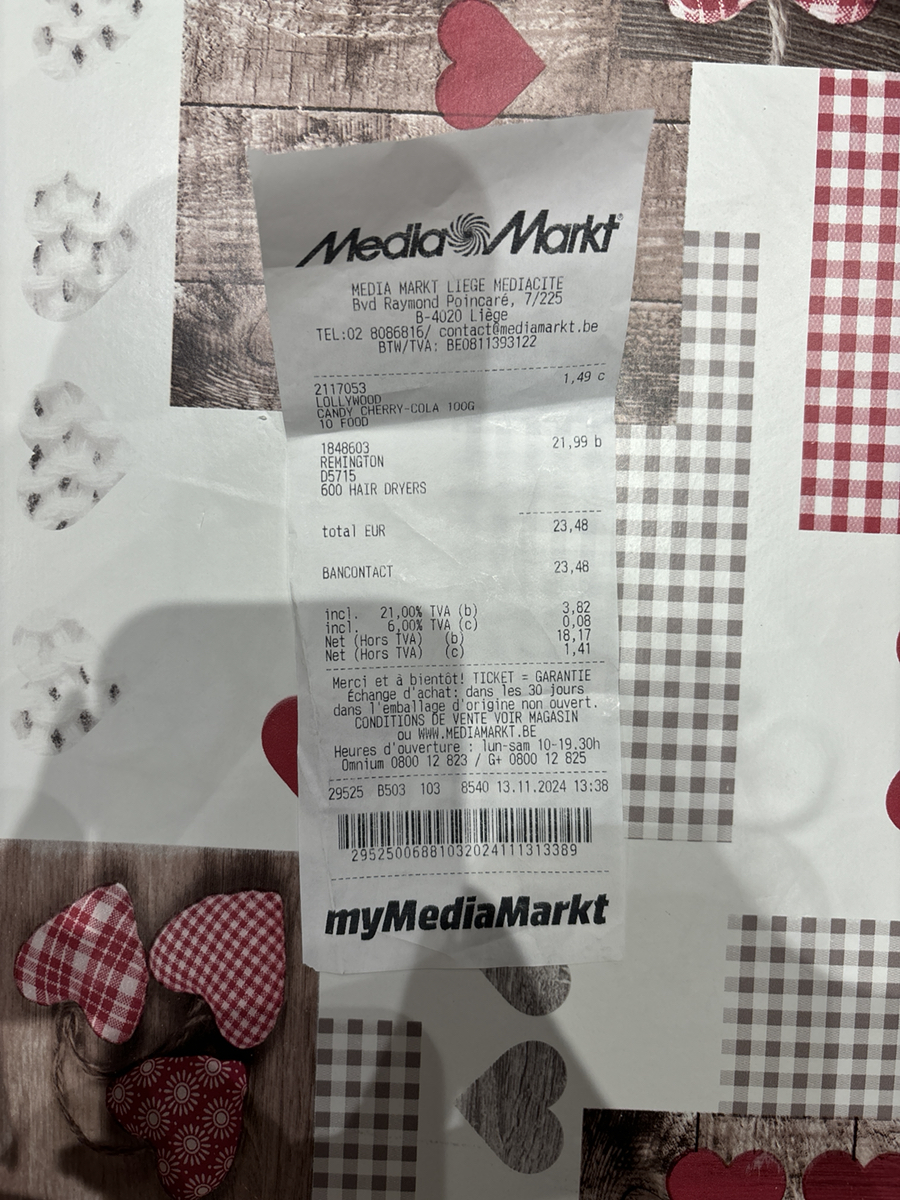 Media Markt®
MEDIA MARKT LIEGE MEDIACITE
Bvd Raymond Poincaré, 7/225
B-4020 Liège
TEL:02 8086816/ contact@mediamarkt.be
BTW/TVA: BE0811393122
2117053 1,49 c
LOLLYWOOD
CANDY CHERRY-COLA 100G
10 FOOD
1848603 21,99 b
REMINGTON
D5715
600 HAIR DRYERS
total EUR 23,48
BANCONTACT 23,48
incl. 21,00% TVA (b) 3,82
incl. 6,00% TVA (c) 0,08
Net (Hors TVA) (b) 18,17
Net (Hors TVA) (c) 1,41
Merci et à bientôt! TICKET = GARANTIE
Échange d'achat: dans les 30 jours
dans l'emballage d'origine non ouvert.
CONDITIONS DE VENTE VOIR MAGASIN
ou WWW.MEDIAMARKT.BE
Heures d'ouverture : lun-sam 10-19.30h
Omnium 0800 12 823 / G+ 0800 12 825
29525 B503 103 8540 13.11.2024 13:38
29525006881032024111313389
myMediaMarkt